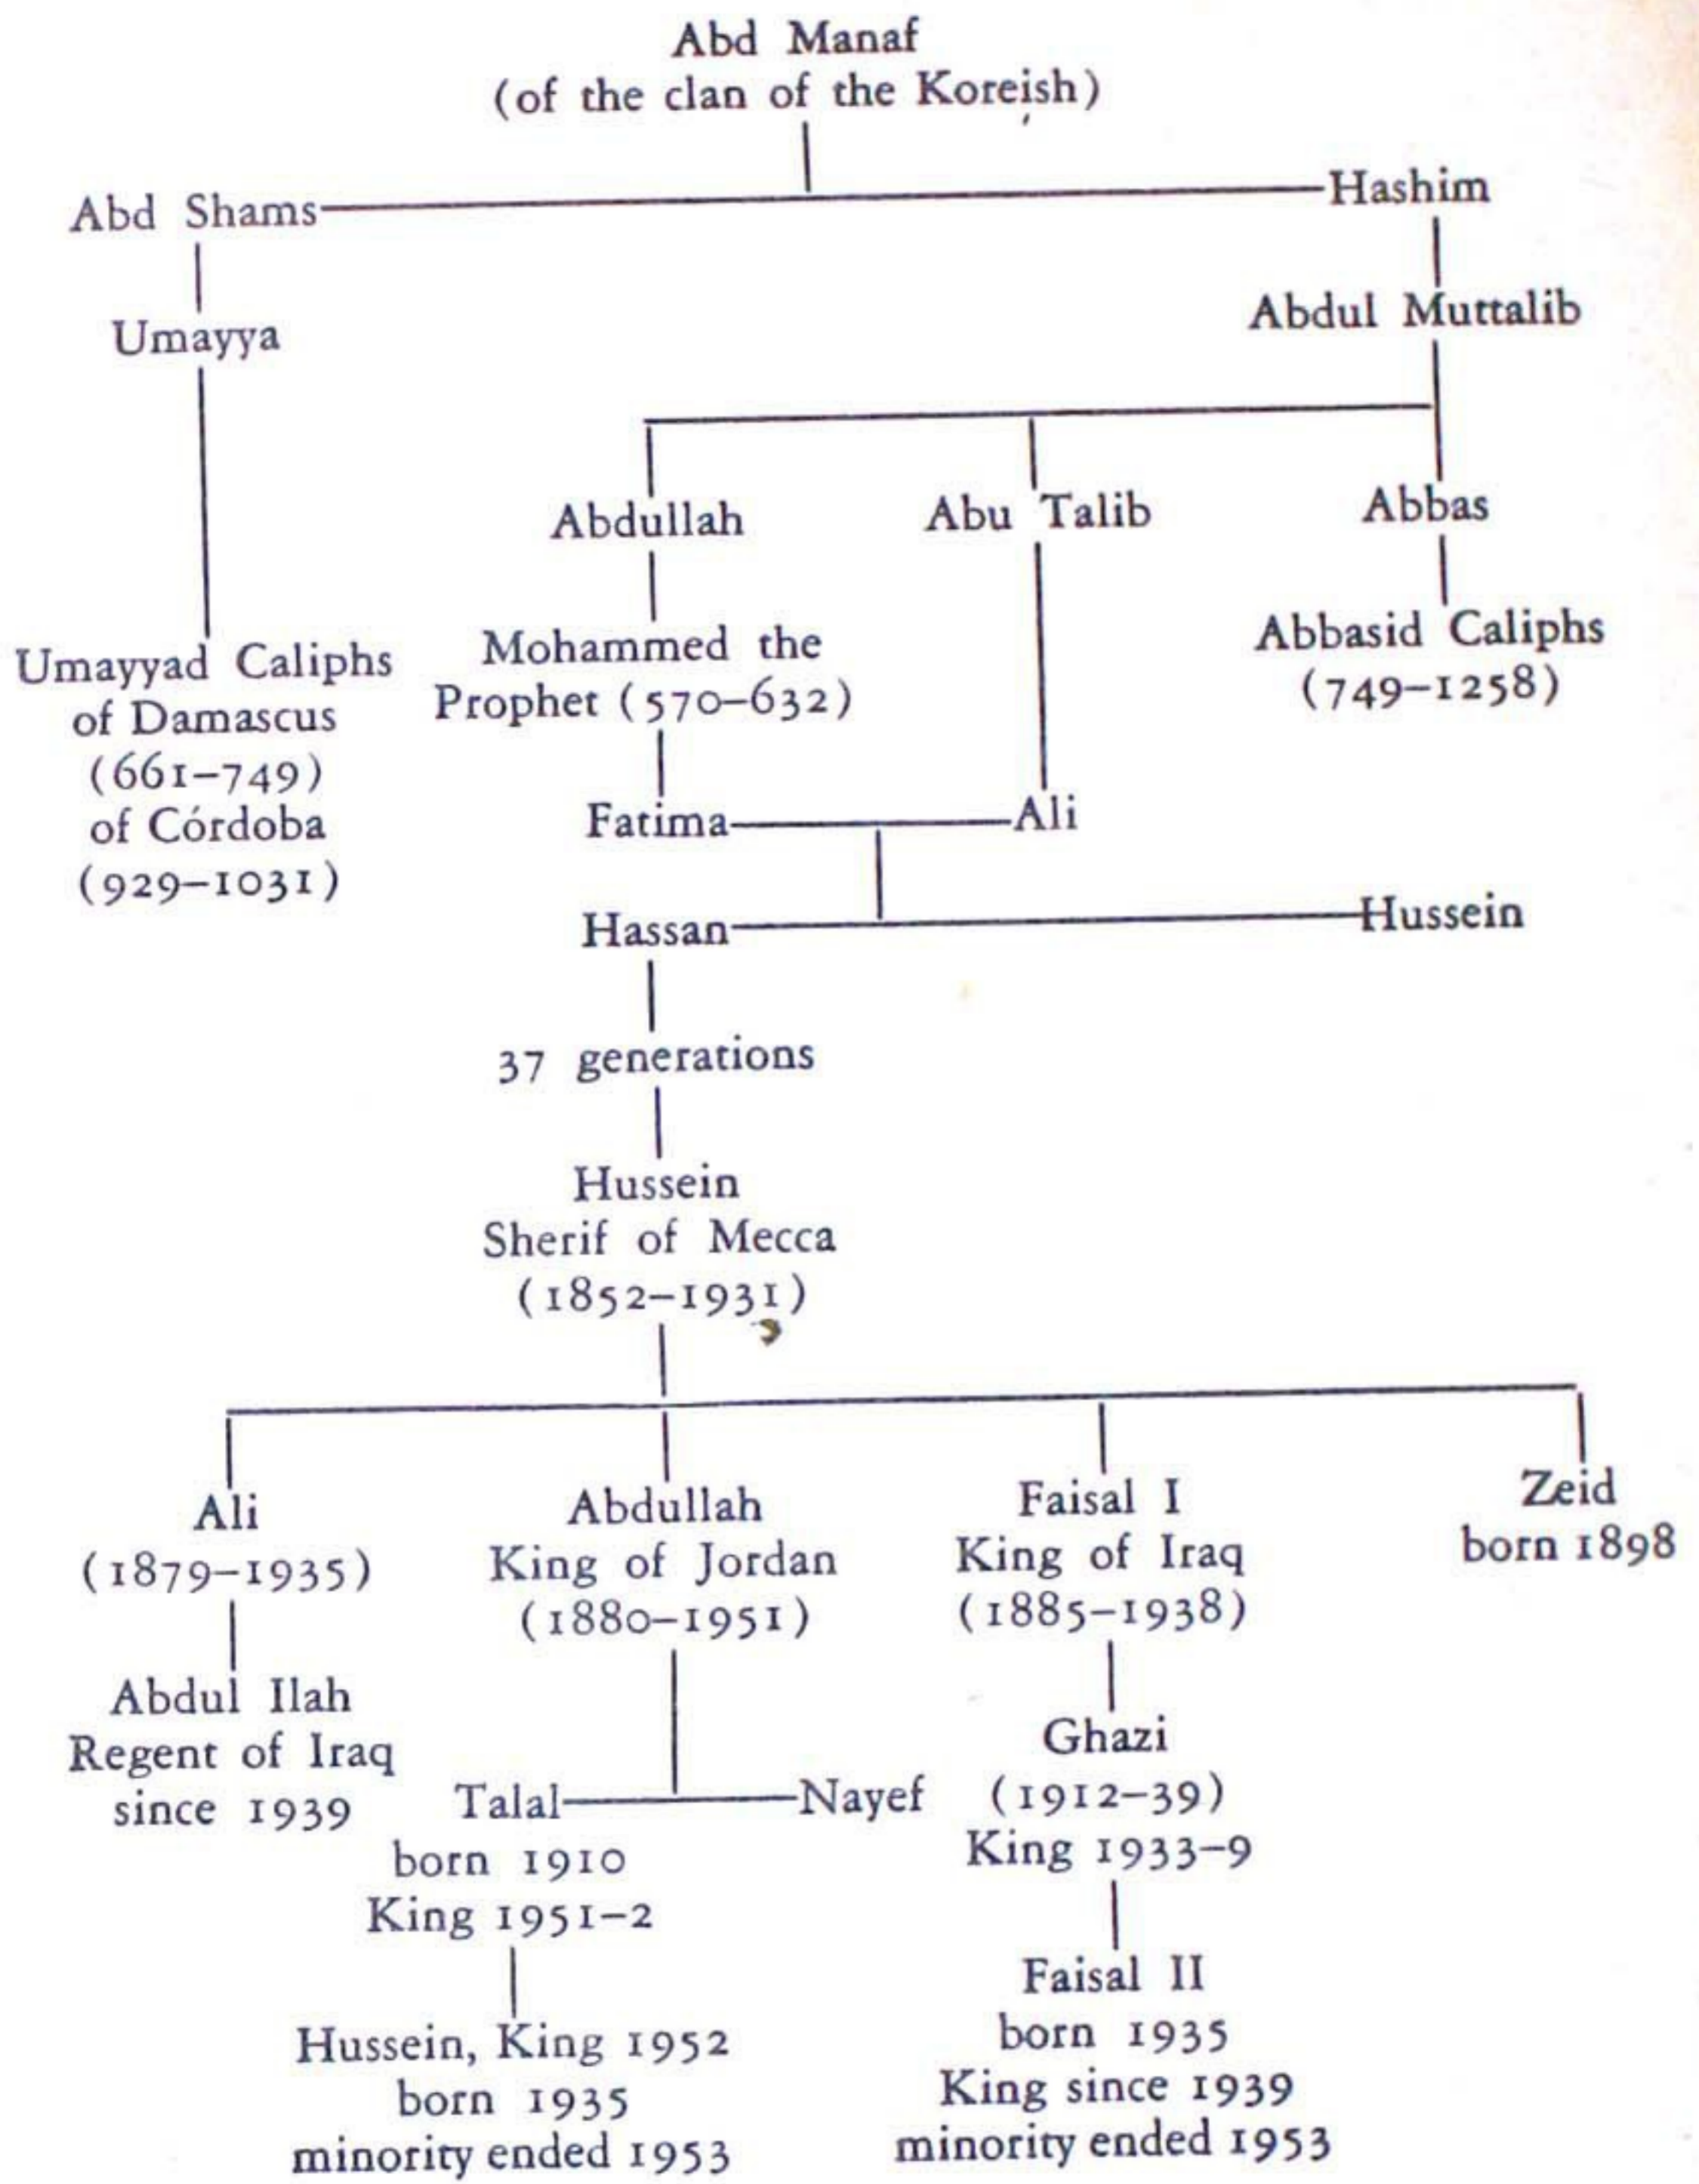 Abd Manaf
(of the clan of the Koreish)
Abd Shams
Hashim
Umayya
Abdul Muttalib
Abdullah
Abu Talib
Abbas
Umayyad Caliphs
of Damascus
(661–749)
of Córdoba
(929–1031)
Mohammed the
Prophet (570–632)
Abbasid Caliphs
(749–1258)
Fatima
Ali
Hassan
Hussein
37 generations
Hussein
Sherif of Mecca
(1852–1931)
Ali
(1879–1935)
Abdullah
King of Jordan
(1880–1951)
Faisal I
King of Iraq
(1885–1938)
Zeid
born 1898
Abdul Ilah
Regent of Iraq
since 1939
Talal
born 1910
King 1951–2
Nayef
Ghazi
(1912–39)
King 1933–9
Hussein, King 1952
born 1935
minority ended 1953
Faisal II
born 1935
King since 1939
minority ended 1953